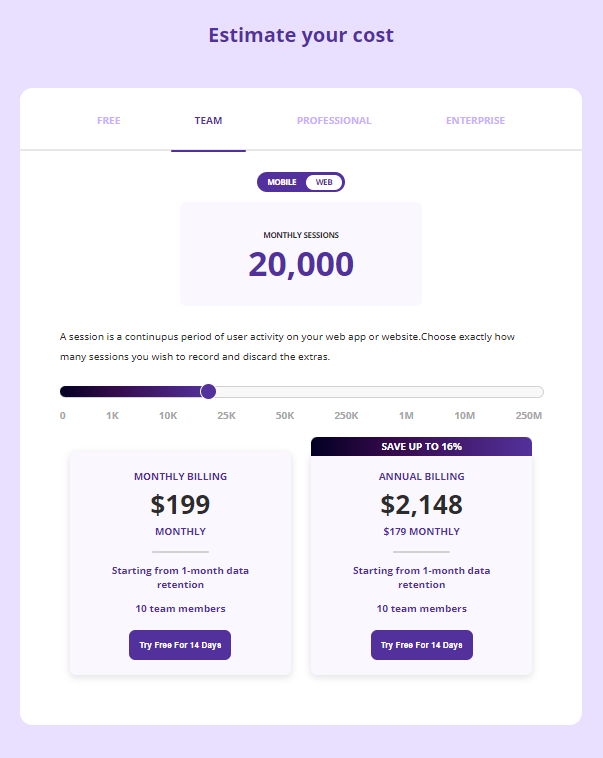 Estimate your cost
FREE TEAM PROFESSIONAL ENTERPRISE
MOBILE WEB
MONTHLY SESSIONS
20,000
A session is a continupus period of user activity on your web app or website.Choose exactly how
many sessions you wish to record and discard the extras.
0 1K 10K 25K 50K 250K 1M 10M 250M
MONTHLY BILLING
$199
MONTHLY
Starting from 1-month data
retention
10 team members
Try Free For 14 Days
SAVE UP TO 16%
ANNUAL BILLING
$2,148
$179 MONTHLY
Starting from 1-month data
retention
10 team members
Try Free For 14 Days